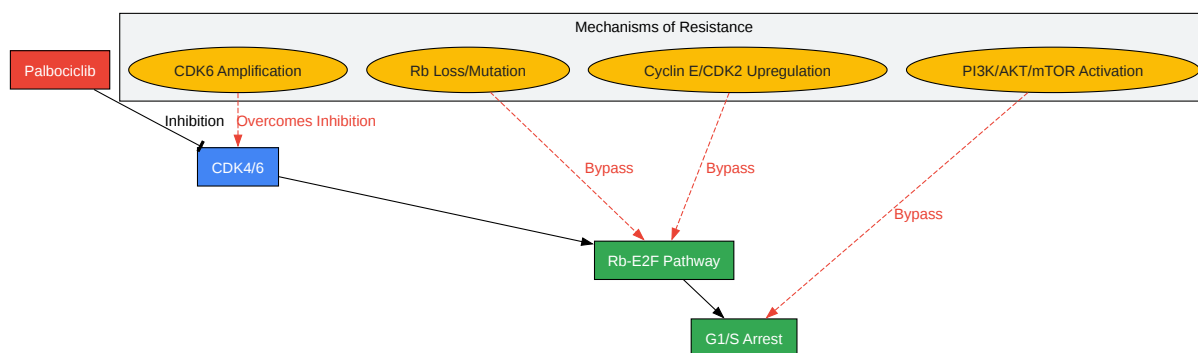 Mechanisms of Resistance
Palbociclib
CDK6 Amplification
Rb Loss/Mutation
Cyclin E/CDK2 Upregulation
PI3K/AKT/mTOR Activation
Inhibition
Overcomes Inhibition
CDK4/6
Bypass
Bypass
Bypass
Rb-E2F Pathway
G1/S Arrest